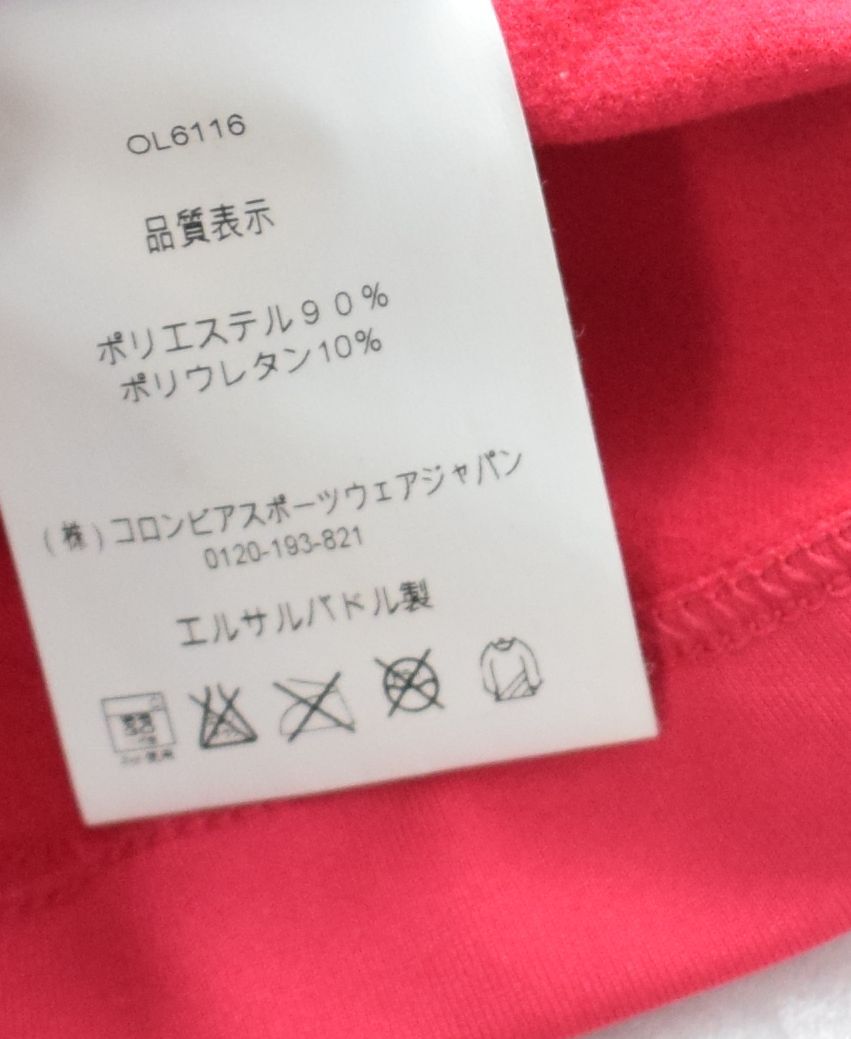 OL6116
品質表示
ポリエステル９０%
ポリウレタン10%
(株)コロンビアスポーツウェアジャパン
0120-193-821
エルサルバドル製